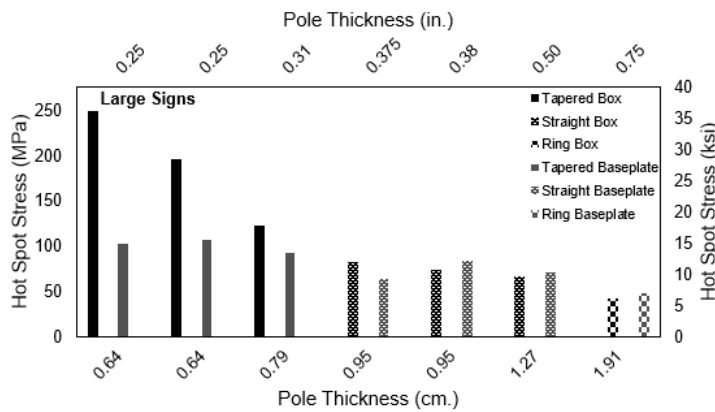 Pole Thickness (in.)
0.25 0.25 0.31 0.375 0.38 0.50 0.75
Large Signs
Tapered Box
Straight Box
Ring Box
Tapered Baseplate
Straight Baseplate
Ring Baseplate
Hot Spot Stress (MPa)
250
200
150
100
50
0
40
35
30
25
20
15
10
5
0
Hot Spot Stress (ksi)
0.64 0.64 0.79 0.95 0.95 1.27 1.91
Pole Thickness (cm.)